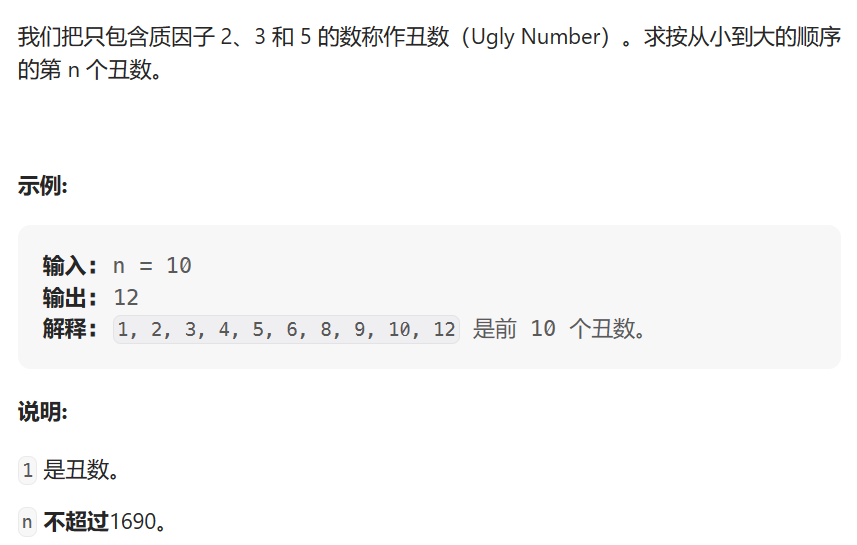 我们把只包含质因子 2、3 和 5 的数称作丑数（Ugly Number）。求按从小到大的顺序
的第 n 个丑数。
示例:
输入： n = 10
输出： 12
解释： 1, 2, 3, 4, 5, 6, 8, 9, 10, 12 是前 10 个丑数。
说明:
1 是丑数。
n 不超过1690。